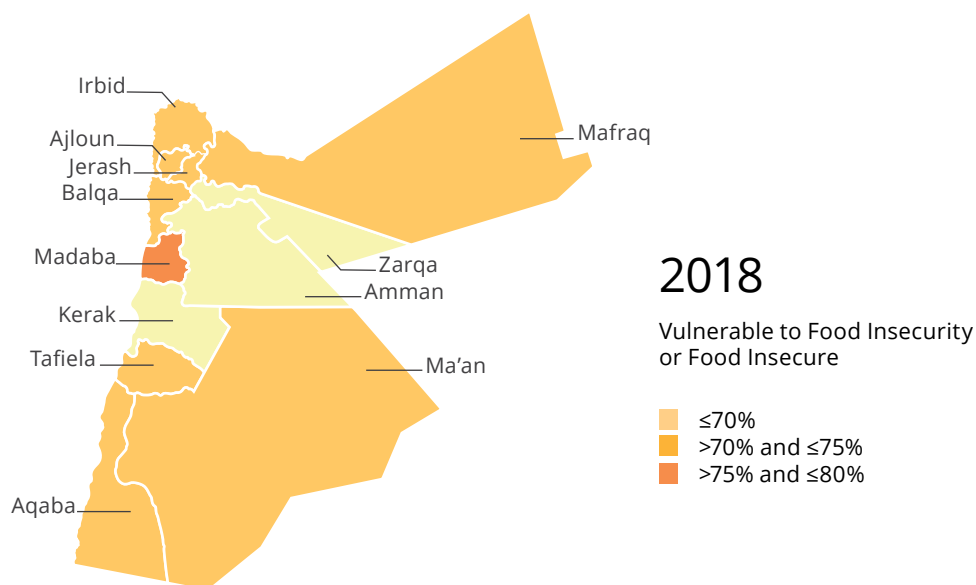 Irbid
Ajloun
Jerash
Balqa
Madaba
Kerak
Tafiela
Aqaba
Mafraq
Zarqa
Amman
Ma’an
2018
Vulnerable to Food Insecurity
or Food Insecure
≤70%
>70% and ≤75%
>75% and ≤80%